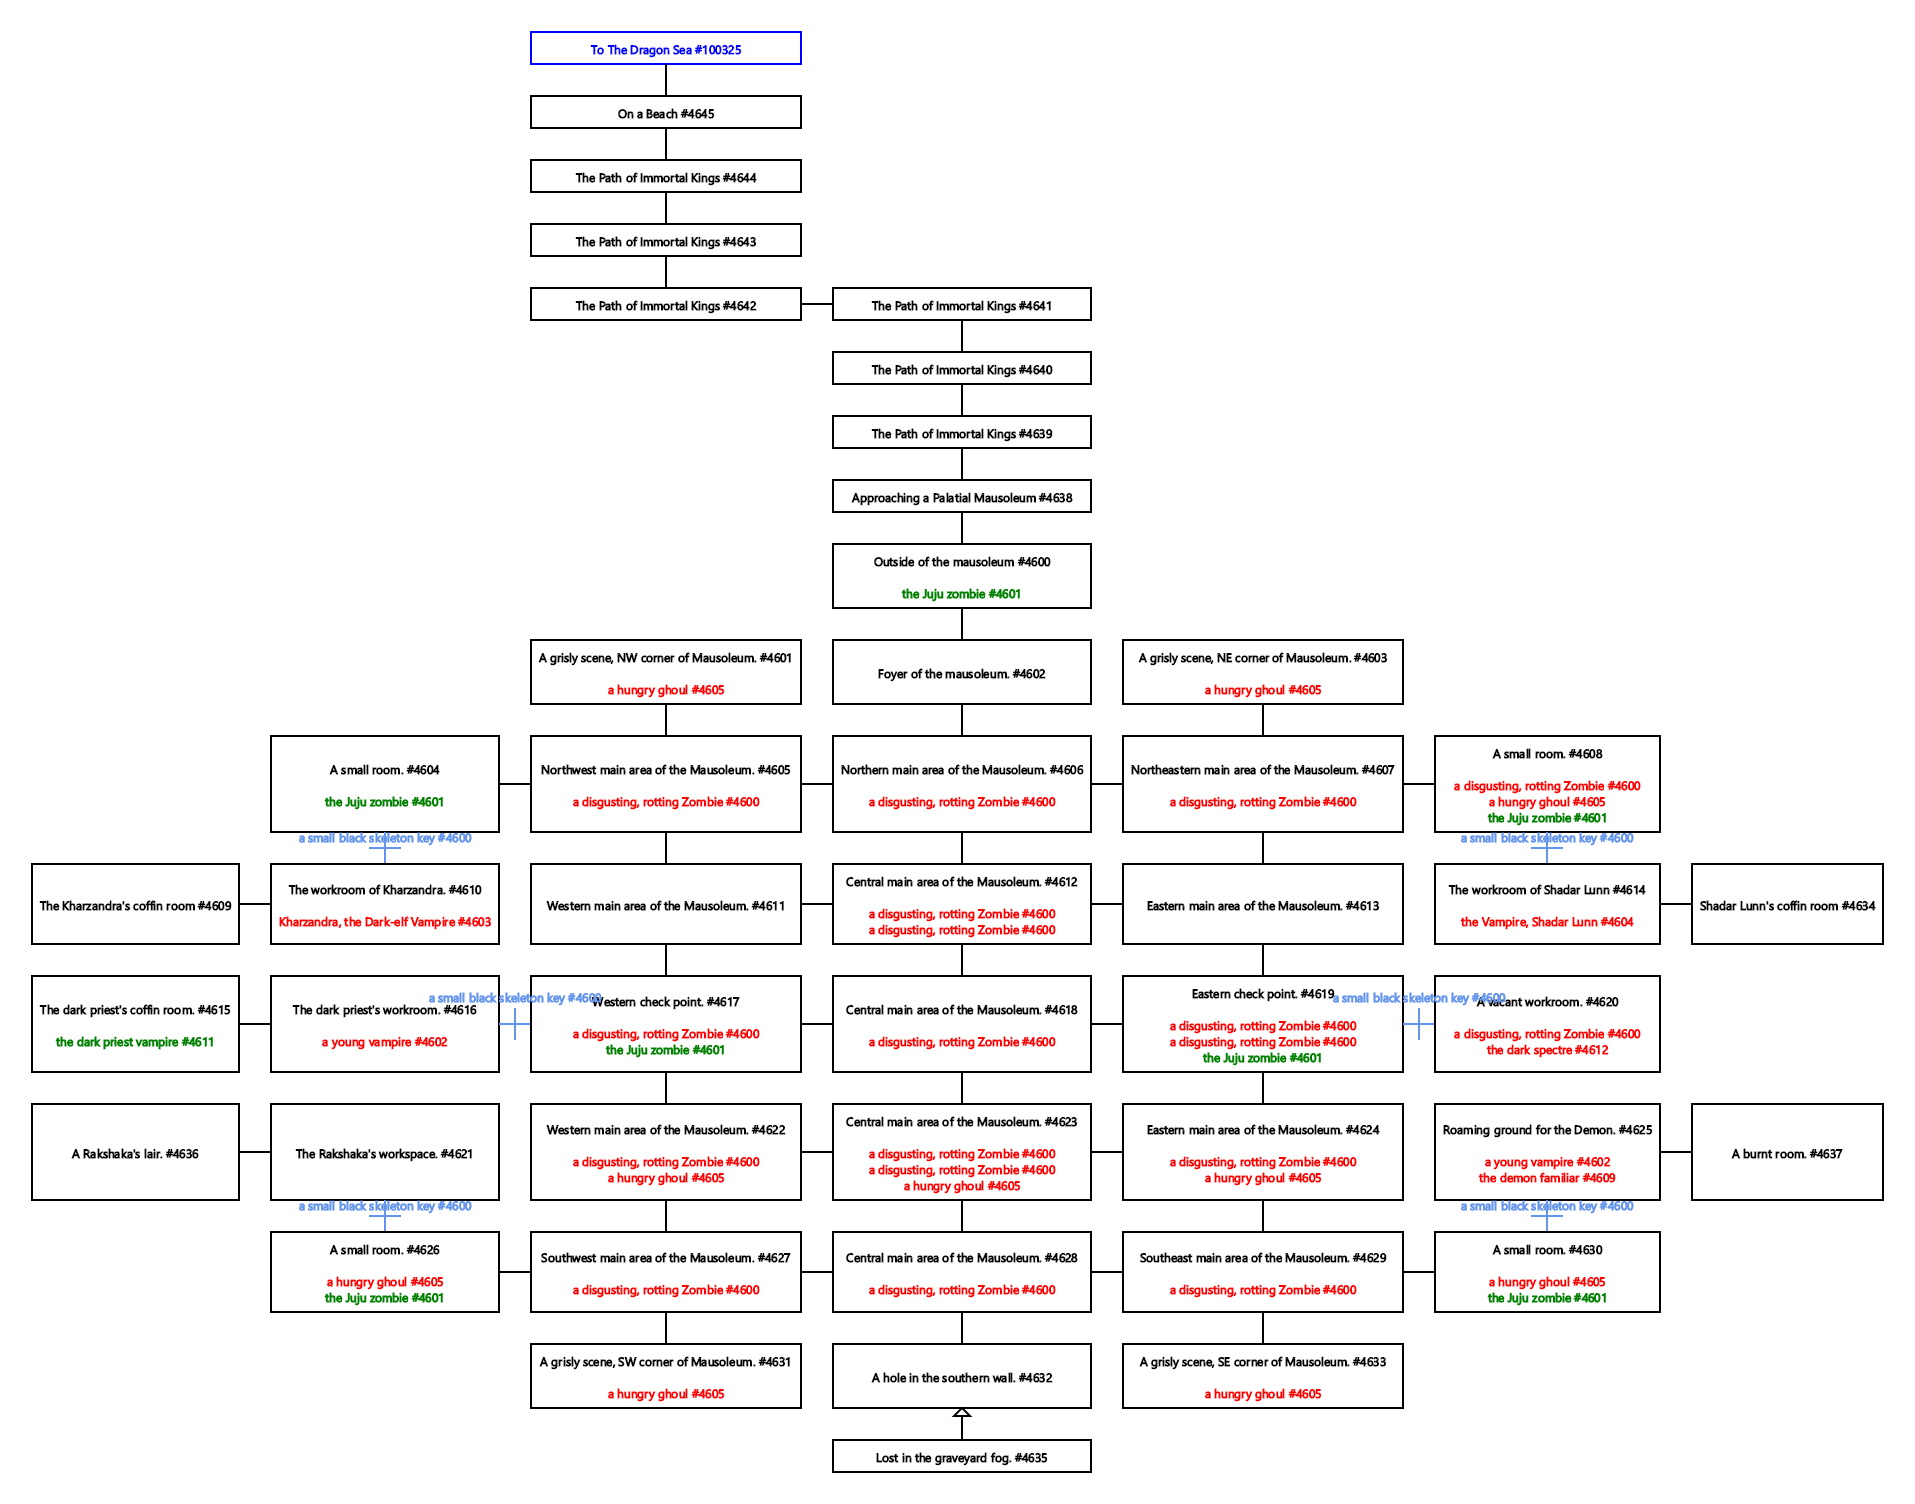 To The Dragon Sea #100325
On a Beach #4645
The Path of Immortal Kings #4644
The Path of Immortal Kings #4643
The Path of Immortal Kings #4642
The Path of Immortal Kings #4641
The Path of Immortal Kings #4640
The Path of Immortal Kings #4639
Approaching a Palatial Mausoleum #4638
Outside of the mausoleum #4600
the Juju zombie #4601
A grisly scene, NW corner of Mausoleum. #4601
a hungry ghoul #4605
Foyer of the mausoleum. #4602
A grisly scene, NE corner of Mausoleum. #4603
a hungry ghoul #4605
A small room. #4604
the Juju zombie #4601
Northwest main area of the Mausoleum. #4605
a disgusting, rotting Zombie #4600
Northern main area of the Mausoleum. #4606
a disgusting, rotting Zombie #4600
Northeastern main area of the Mausoleum. #4607
a disgusting, rotting Zombie #4600
A small room. #4608
a disgusting, rotting Zombie #4600
a hungry ghoul #4605
the Juju zombie #4601
a small black skeleton key #4600
a small black skeleton key #4600
The Kharzandra's coffin room #4609
The workroom of Kharzandra. #4610
Kharzandra, the Dark-elf Vampire #4603
Western main area of the Mausoleum. #4611
Central main area of the Mausoleum. #4612
a disgusting, rotting Zombie #4600
a disgusting, rotting Zombie #4600
Eastern main area of the Mausoleum. #4613
The workroom of Shadar Lunn #4614
the Vampire, Shadar Lunn #4604
Shadar Lunn's coffin room #4634
The dark priest's coffin room. #4615
the dark priest vampire #4611
The dark priest's workroom. #4616
a young vampire #4602
a small black skeleton key #4600
Western check point. #4617
a disgusting, rotting Zombie #4600
the Juju zombie #4601
Central main area of the Mausoleum. #4618
a disgusting, rotting Zombie #4600
Eastern check point. #4619
a disgusting, rotting Zombie #4600
a disgusting, rotting Zombie #4600
the Juju zombie #4601
a small black skeleton key #4600
A vacant workroom. #4620
a disgusting, rotting Zombie #4600
the dark spectre #4612
A Rakshaka's lair. #4636
The Rakshaka's workspace. #4621
Western main area of the Mausoleum. #4622
a disgusting, rotting Zombie #4600
a hungry ghoul #4605
Central main area of the Mausoleum. #4623
a disgusting, rotting Zombie #4600
a disgusting, rotting Zombie #4600
a hungry ghoul #4605
Eastern main area of the Mausoleum. #4624
a disgusting, rotting Zombie #4600
a hungry ghoul #4605
Roaming ground for the Demon. #4625
a young vampire #4602
the demon familiar #4609
A burnt room. #4637
a small black skeleton key #4600
a small black skeleton key #4600
A small room. #4626
a hungry ghoul #4605
the Juju zombie #4601
Southwest main area of the Mausoleum. #4627
a disgusting, rotting Zombie #4600
Central main area of the Mausoleum. #4628
a disgusting, rotting Zombie #4600
Southeast main area of the Mausoleum. #4629
a disgusting, rotting Zombie #4600
A small room. #4630
a hungry ghoul #4605
the Juju zombie #4601
A grisly scene, SW corner of Mausoleum. #4631
a hungry ghoul #4605
A hole in the southern wall. #4632
A grisly scene, SE corner of Mausoleum. #4633
a hungry ghoul #4605
Lost in the graveyard fog. #4635